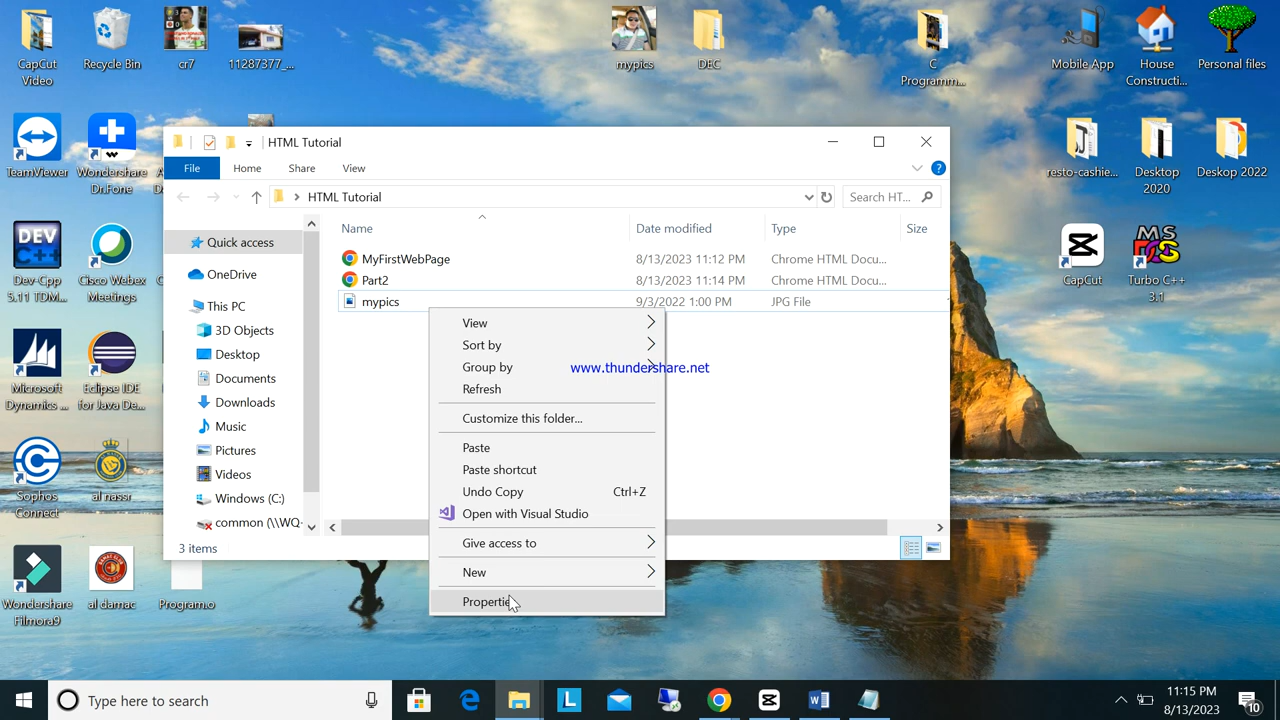 CapCut
Video
Recycle Bin
cr7
11287377_...
mypics
DEC
C
Programm...
Mobile App
House
Constructi...
Personal files
TeamViewer
Wondershare
Dr.Fone
resto-cashie...
Desktop
2020
Deskop 2022
DEV
C++
Dev-Cpp
5.11 TDM...
Cisco Webex
Meetings
CapCut
MS
DOS
Turbo C++
3.1
Microsoft
Dynamics ...
Eclipse IDE
for Java De...
Sophos
Connect
al nassr
Wondershare
Filmora9
al damac
Program.o
HTML Tutorial
File
Home
Share
View
HTML Tutorial
Search HT...
Name
Date modified
Type
Size
Quick access
OneDrive
This PC
3D Objects
Desktop
Documents
Downloads
Music
Pictures
Videos
Windows (C:)
common (\\WQ-
MyFirstWebPage 8/13/2023 11:12 PM Chrome HTML Docu...
Part2 8/13/2023 11:14 PM Chrome HTML Docu...
mypics 9/3/2022 1:00 PM JPG File
3 items
View
Sort by
Group by
www.thundershare.net
Refresh
Customize this folder...
Paste
Paste shortcut
Undo Copy Ctrl+Z
Open with Visual Studio
Give access to
New
Properties
Type here to search
11:15 PM
8/13/2023
10